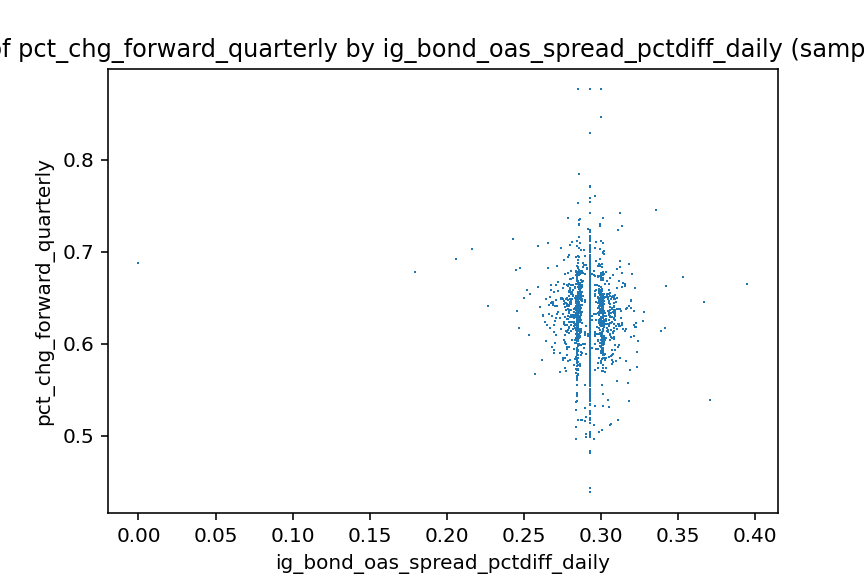 of pct_chg_forward_quarterly by ig_bond_oas_spread_pctdiff_daily (samp
pct_chg_forward_quarterly
0.8
0.7
0.6
0.5
0.00 0.05 0.10 0.15 0.20 0.25 0.30 0.35 0.40
ig_bond_oas_spread_pctdiff_daily